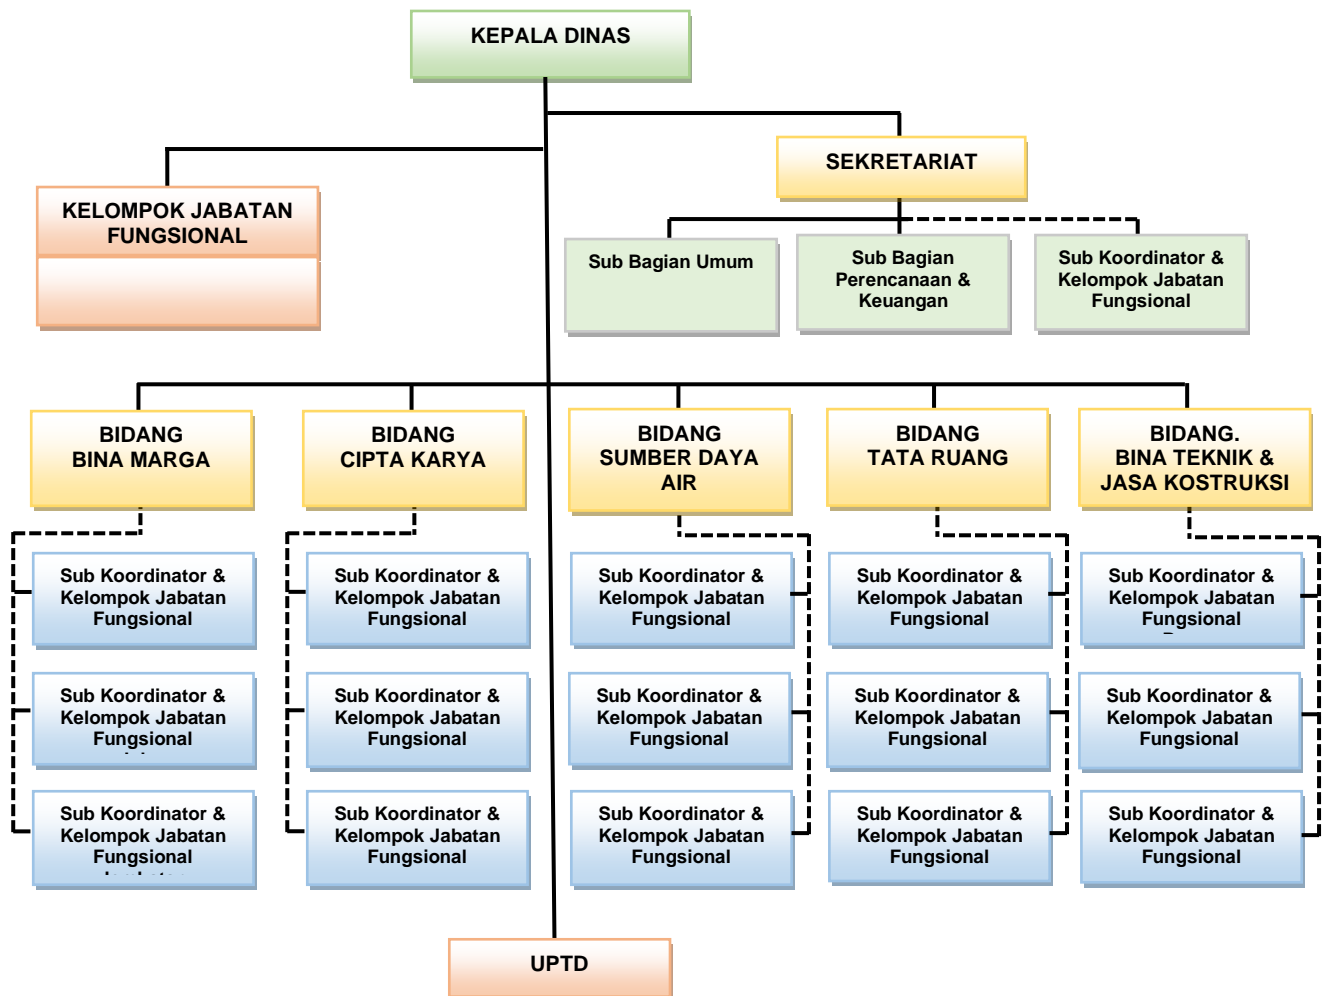 KEPALA DINAS
SEKRETARIAT
KELOMPOK JABATAN
FUNGSIONAL
Sub Bagian Umum
Sub Bagian
Perencanaan &
Keuangan
Sub Koordinator &
Kelompok Jabatan
Fungsional
BIDANG
BINA MARGA
BIDANG
CIPTA KARYA
BIDANG
SUMBER DAYA
AIR
BIDANG
TATA RUANG
BIDANG.
BINA TEKNIK &
JASA KOSTRUKSI
Sub Koordinator &
Kelompok Jabatan
Fungsional
Sub Koordinator &
Kelompok Jabatan
Fungsional
Sub Koordinator &
Kelompok Jabatan
Fungsional
Sub Koordinator &
Kelompok Jabatan
Fungsional
Sub Koordinator &
Kelompok Jabatan
Fungsional
Sub Koordinator &
Kelompok Jabatan
Fungsional
Sub Koordinator &
Kelompok Jabatan
Fungsional
Sub Koordinator &
Kelompok Jabatan
Fungsional
Sub Koordinator &
Kelompok Jabatan
Fungsional
Sub Koordinator &
Kelompok Jabatan
Fungsional
Sub Koordinator &
Kelompok Jabatan
Fungsional
Sub Koordinator &
Kelompok Jabatan
Fungsional
Sub Koordinator &
Kelompok Jabatan
Fungsional
Sub Koordinator &
Kelompok Jabatan
Fungsional
Sub Koordinator &
Kelompok Jabatan
Fungsional
UPTD